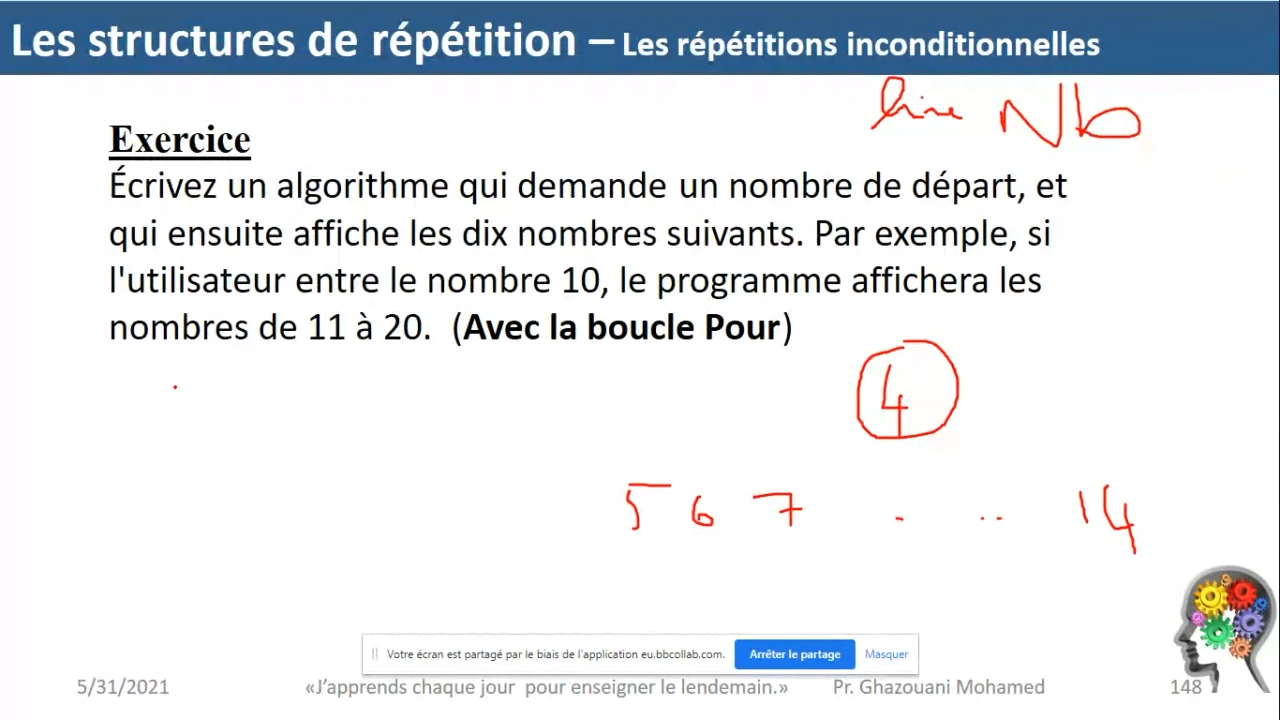 Les structures de répétition – Les répétitions inconditionnelles
lire Nb
Exercice
Écrivez un algorithme qui demande un nombre de départ, et
qui ensuite affiche les dix nombres suivants. Par exemple, si
l'utilisateur entre le nombre 10, le programme affichera les
nombres de 11 à 20. (Avec la boucle Pour)
4
5 6 7 . .. 14
Votre écran est partagé par le biais de l'application eu.bbcollab.com. Arrêter le partage Masquer
5/31/2021 «J’apprends chaque jour pour enseigner le lendemain.» Pr. Ghazouani Mohamed 148